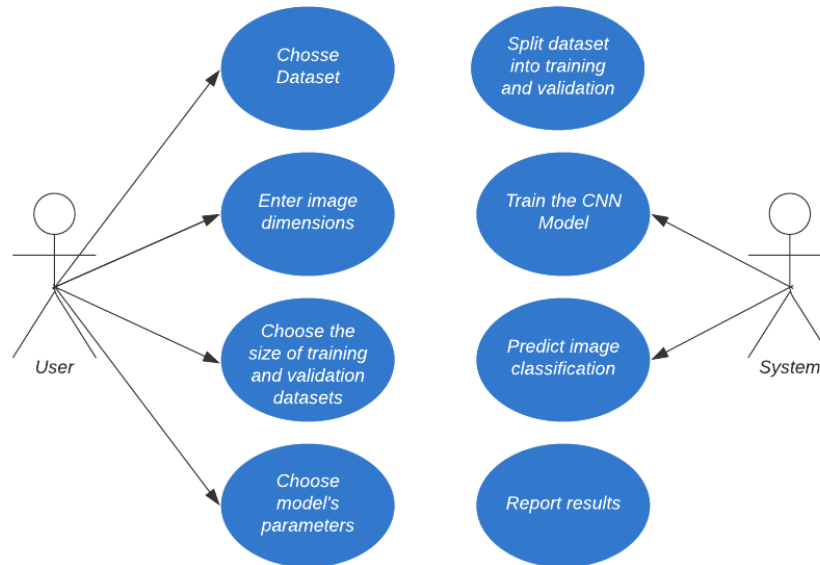 Chosse
Dataset
Split dataset
into training
and validation
Enter image
dimensions
Train the CNN
Model
User
Choose the
size of training
and validation
datasets
Predict image
classification
System
Choose
model's
parameters
Report results